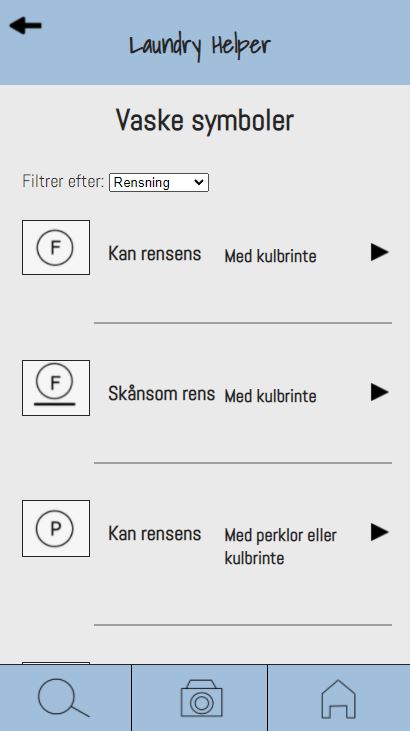 Laundry Helper
Vaske symboler
Filtrer efter: Rensning
F
Kan rensens
Med kulbrinte
F
Skånsom rens
Med kulbrinte
P
Kan rensens
Med perklor eller
kulbrinte